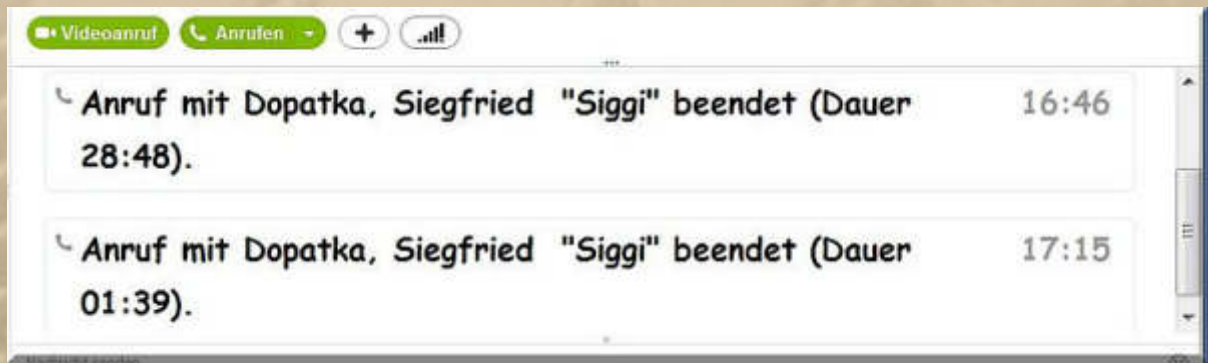 Videoanruf Anrufen
Anruf mit Dopatka, Siegfried "Siggi" beendet (Dauer 16:46
28:48).
Anruf mit Dopatka, Siegfried "Siggi" beendet (Dauer 17:15
01:39).